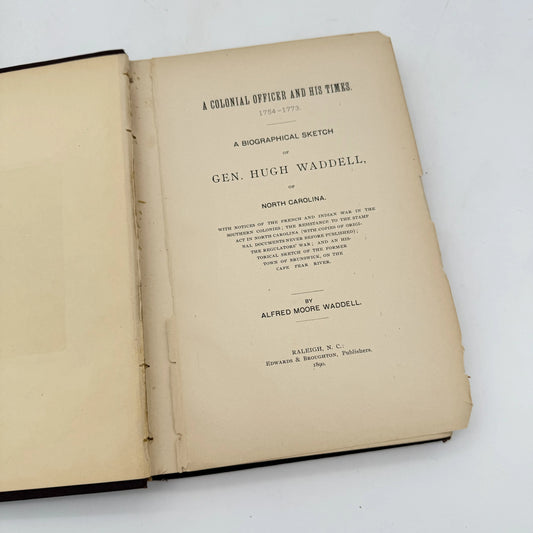 A COLONIAL OFFICER AND HIS TIMES.
1754-1773.
A BIOGRAPHICAL SKETCH
OF
GEN. HUGH WADDELL,
OF
NORTH CAROLINA.
WITH NOTICES OF THE FRENCH AND INDIAN WAR IN THE
SOUTHERN COLONIES; THE RESISTANCE TO THE STAMP
ACT IN NORTH CAROLINA (WITH COPIES OF ORIGI-
NAL DOCUMENTS NEVER BEFORE PUBLISHED);
THE REGULATORS' WAR; AND AN HIS-
TORICAL SKETCH OF THE FORMER
TOWN OF BRUNSWICK, ON THE
CAPE FEAR RIVER.
BY
ALFRED MOORE WADDELL.
RALEIGH, N. C.:
EDWARDS & BROUGHTON, Publishers.
1890.